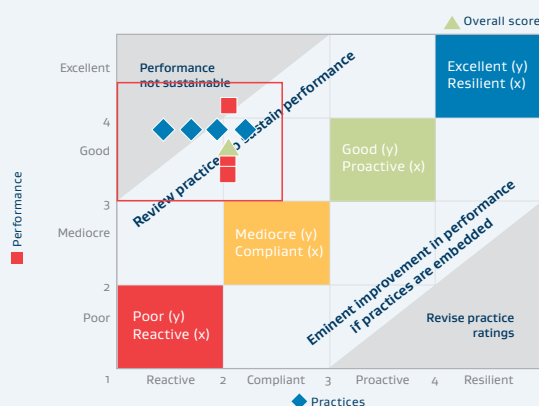 Overall score
Excellent
Performance
not sustainable
Excellent (y)
Resilient (x)
Review practices to sustain performance
4
Good
Good (y)
Proactive (x)
3
Performance
Mediocre
Mediocre (y)
Compliant (x)
Eminent improvement in performance
if practices are embedded
2
Poor
Poor (y)
Reactive (x)
Revise practice
ratings
1
Reactive
2
Compliant
3
Proactive
4
Resilient
Practices